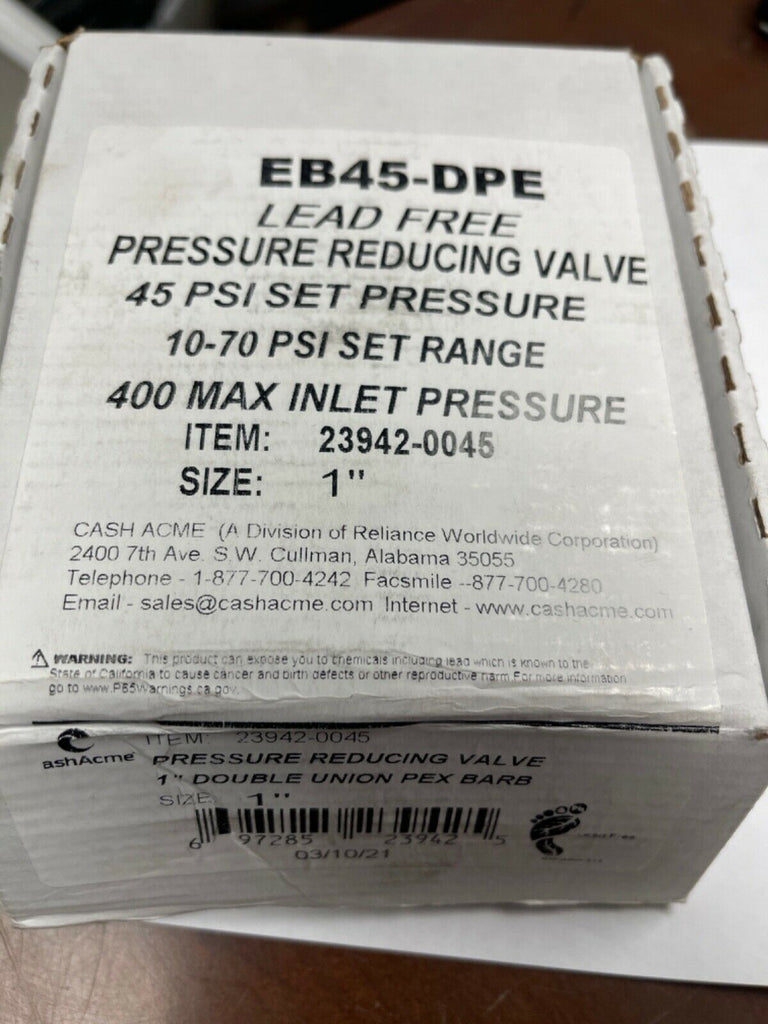 EB45-DPE
LEAD FREE
PRESSURE REDUCING VALVE
45 PSI SET PRESSURE
10-70 PSI SET RANGE
400 MAX INLET PRESSURE
ITEM: 23942-0045
SIZE: 1"
CASH ACME (A Division of Reliance Worldwide Corporation)
2400 7th Ave. S.W. Cullman, Alabama 35055
Telephone - 1-877-700-4242 Facsmile --877-700-4280
Email - sales@cashacme.com Internet - www.cashacme.com
⚠ WARNING: This product can expose you to chemicals including lead which is known to the
State of California to cause cancer and birth defects or other reproductive harm. For more information
go to www.P65Warnings.ca.gov.
ITEM: 23942-0045
ashAcme PRESSURE REDUCING VALVE
1" DOUBLE UNION PEX BARB
SIZE 1"
6 97285 23942 5
Lead Free
03/10/21